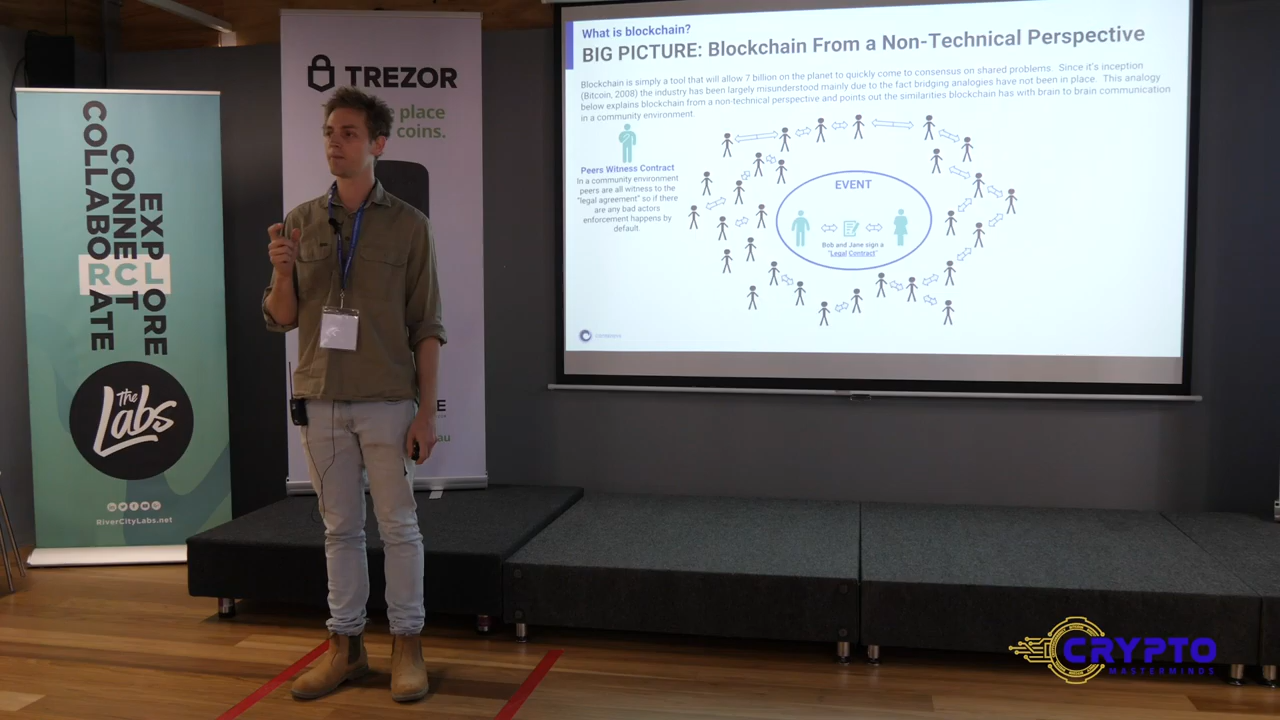 COLLABORATE
CONNECT
EXPLORE
RCL
the
Labs
RiverCityLabs.net
TREZOR
place
coins.
E
au
What is blockchain?
BIG PICTURE: Blockchain From a Non-Technical Perspective
Blockchain is simply a tool that will allow 7 billion on the planet to quickly come to consensus on shared problems. Since it's inception
(Bitcoin, 2008) the industry has been largely misunderstood mainly due to the fact bridging analogies have not been in place. This analogy
below explains blockchain from a non-technical perspective and points out the similarities blockchain has with brain to brain communication
in a community environment.
Peers Witness Contract
In a community environment
peers are all witness to the
"legal agreement" so if there
are any bad actors
enforcement happens by
default.
EVENT
Bob and Jane sign a
"Legal Contract"
CRYPTO
MASTERMINDS